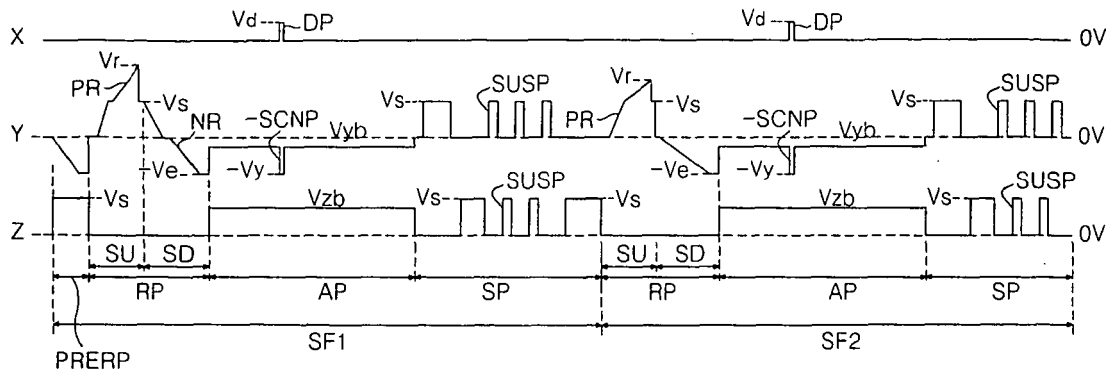 Vd DP Vd DP
X 0V 0V
Vr Vr
PR Vs Vs SUSP PR Vs Vs SUSP
NR -SCNP -SCNP
Y Vyb Vyb 0V
-Ve -Vy -Ve -Vy
Vs Vzb Vs SUSP Vs Vzb Vs SUSP
Z 0V
SU SD SU SD
RP AP SP RP AP SP
SF1 SF2
PRERP